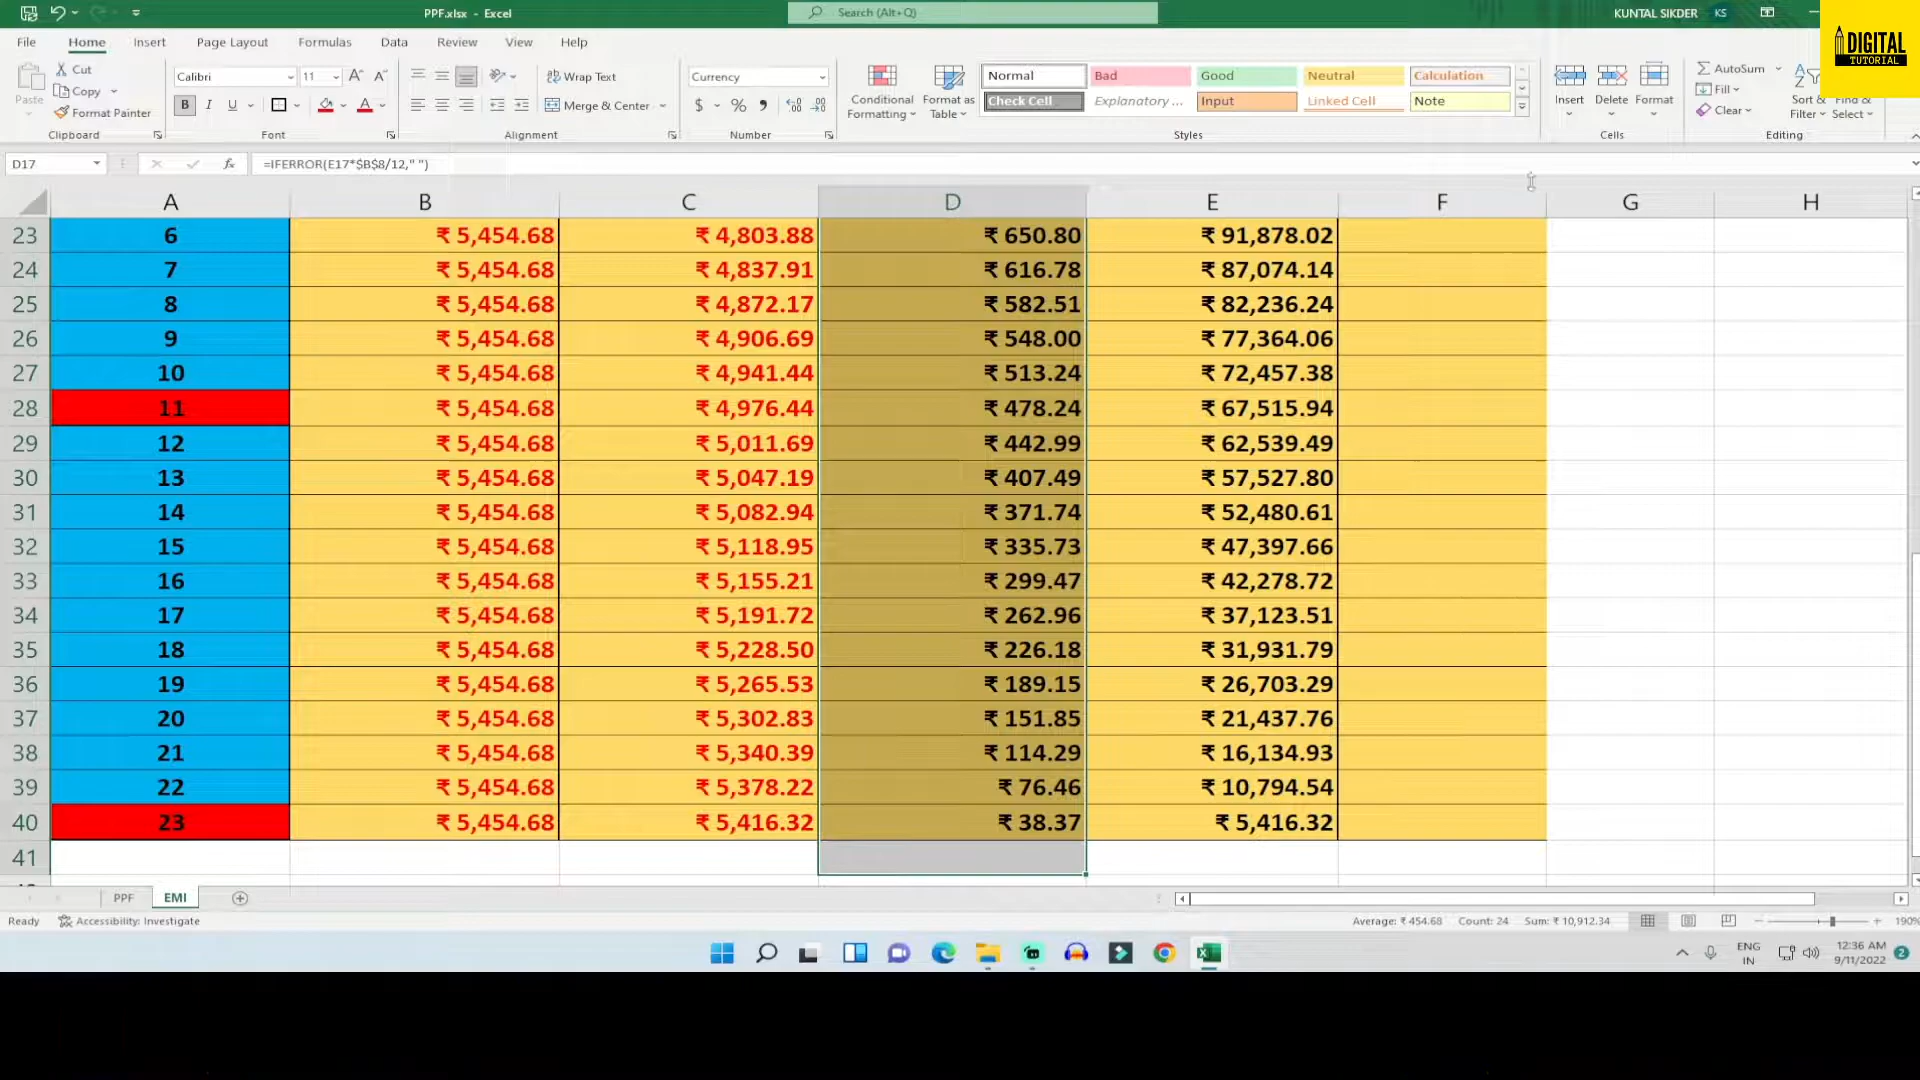 PPF.xlsx - Excel
Search (Alt+Q)
KUNTAL SIKDER KS
DIGITAL
TUTORIAL
File Home Insert Page Layout Formulas Data Review View Help
Paste
Cut
Copy
Format Painter
Clipboard
Calibri 11
B I U
Font
Wrap Text
Merge & Center
Alignment
Currency
$ %
Number
Conditional
Formatting
Format as
Table
Normal Bad Good Neutral Calculation
Check Cell Explanatory ... Input Linked Cell Note
Styles
Insert Delete Format
Cells
AutoSum
Fill
Clear
Sort &
Filter
Find &
Select
Editing
D17 fx =IFERROR(E17*$B$8/12," ")
A B C D E F G H
23 6 ₹ 5,454.68 ₹ 4,803.88 ₹ 650.80 ₹ 91,878.02
24 7 ₹ 5,454.68 ₹ 4,837.91 ₹ 616.78 ₹ 87,074.14
25 8 ₹ 5,454.68 ₹ 4,872.17 ₹ 582.51 ₹ 82,236.24
26 9 ₹ 5,454.68 ₹ 4,906.69 ₹ 548.00 ₹ 77,364.06
27 10 ₹ 5,454.68 ₹ 4,941.44 ₹ 513.24 ₹ 72,457.38
28 11 ₹ 5,454.68 ₹ 4,976.44 ₹ 478.24 ₹ 67,515.94
29 12 ₹ 5,454.68 ₹ 5,011.69 ₹ 442.99 ₹ 62,539.49
30 13 ₹ 5,454.68 ₹ 5,047.19 ₹ 407.49 ₹ 57,527.80
31 14 ₹ 5,454.68 ₹ 5,082.94 ₹ 371.74 ₹ 52,480.61
32 15 ₹ 5,454.68 ₹ 5,118.95 ₹ 335.73 ₹ 47,397.66
33 16 ₹ 5,454.68 ₹ 5,155.21 ₹ 299.47 ₹ 42,278.72
34 17 ₹ 5,454.68 ₹ 5,191.72 ₹ 262.96 ₹ 37,123.51
35 18 ₹ 5,454.68 ₹ 5,228.50 ₹ 226.18 ₹ 31,931.79
36 19 ₹ 5,454.68 ₹ 5,265.53 ₹ 189.15 ₹ 26,703.29
37 20 ₹ 5,454.68 ₹ 5,302.83 ₹ 151.85 ₹ 21,437.76
38 21 ₹ 5,454.68 ₹ 5,340.39 ₹ 114.29 ₹ 16,134.93
39 22 ₹ 5,454.68 ₹ 5,378.22 ₹ 76.46 ₹ 10,794.54
40 23 ₹ 5,454.68 ₹ 5,416.32 ₹ 38.37 ₹ 5,416.32
41
PPF EMI
Ready Accessibility: Investigate Average: ₹ 454.68 Count: 24 Sum: ₹ 10,912.34 190%
ENG
IN
12:36 AM
9/11/2022
2